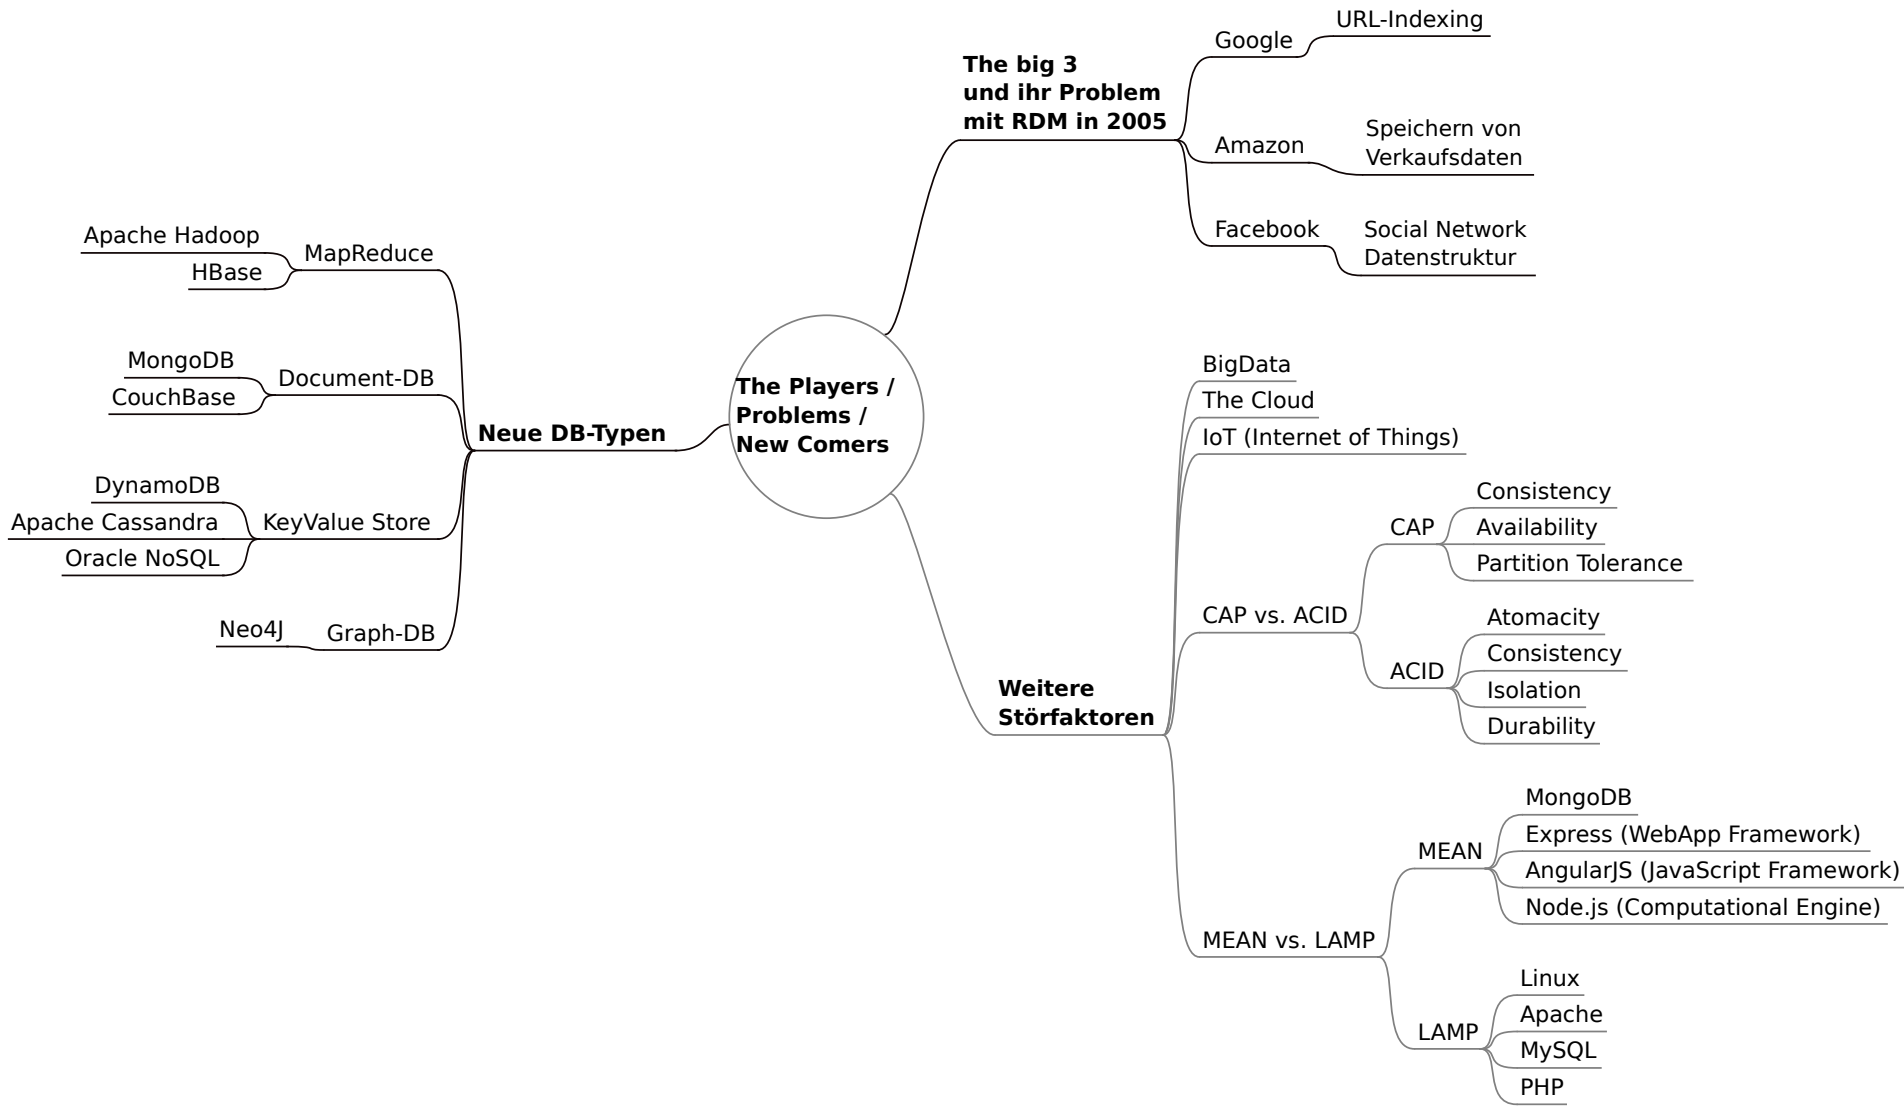 The Players /
Problems /
New Comers
The big 3
und ihr Problem
mit RDM in 2005
Google
URL-Indexing
Amazon
Speichern von
Verkaufsdaten
Facebook
Social Network
Datenstruktur
Weitere
Störfaktoren
BigData
The Cloud
IoT (Internet of Things)
CAP vs. ACID
CAP
Consistency
Availability
Partition Tolerance
ACID
Atomacity
Consistency
Isolation
Durability
MEAN vs. LAMP
MEAN
MongoDB
Express (WebApp Framework)
AngularJS (JavaScript Framework)
Node.js (Computational Engine)
LAMP
Linux
Apache
MySQL
PHP
Neue DB-Typen
MapReduce
Apache Hadoop
HBase
Document-DB
MongoDB
CouchBase
KeyValue Store
DynamoDB
Apache Cassandra
Oracle NoSQL
Graph-DB
Neo4J